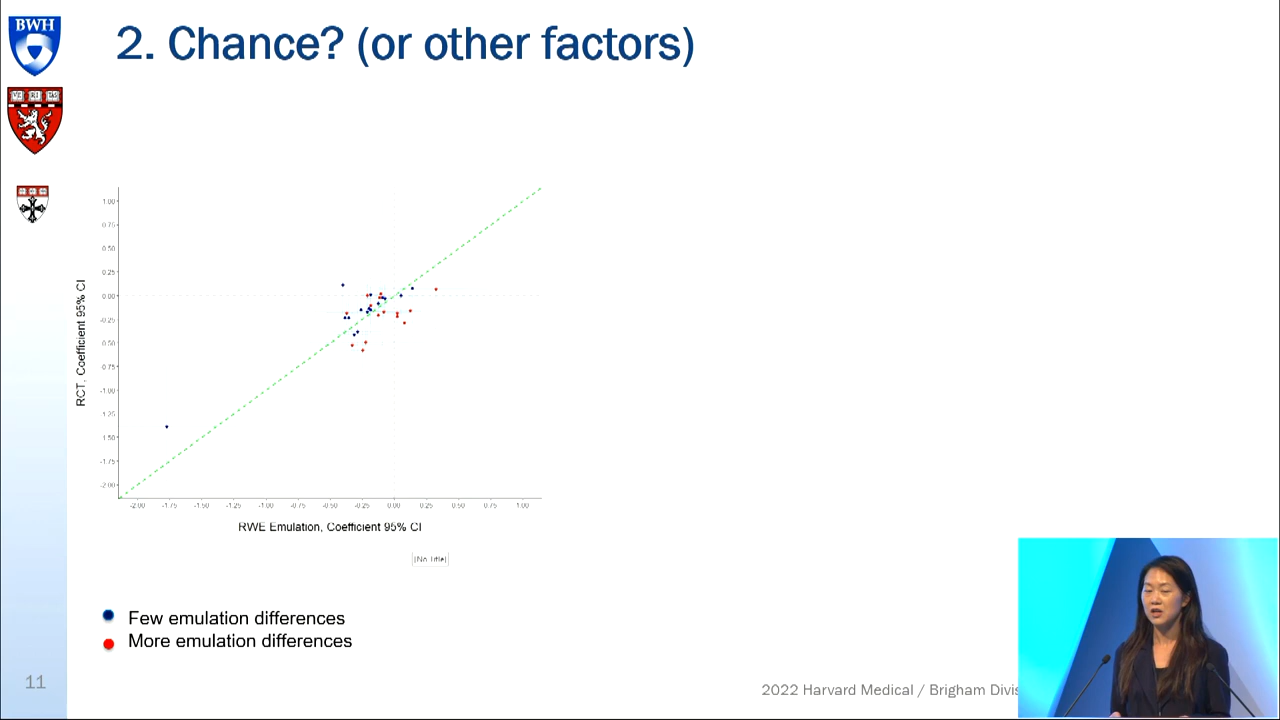 BWH
2. Chance? (or other factors)
VE RI TAS
1.00
0.75
0.50
0.25
0.00
-0.25
-0.50
-0.75
-1.00
-1.25
-1.50
-1.75
-2.00
RCT, Coefficient 95% CI
-2.00 -1.75 -1.50 -1.25 -1.00 -0.75 -0.50 -0.25 0.00 0.25 0.50 0.75 1.00
RWE Emulation, Coefficient 95% CI
[No Title]
Few emulation differences
More emulation differences
11
2022 Harvard Medical / Brigham Divis